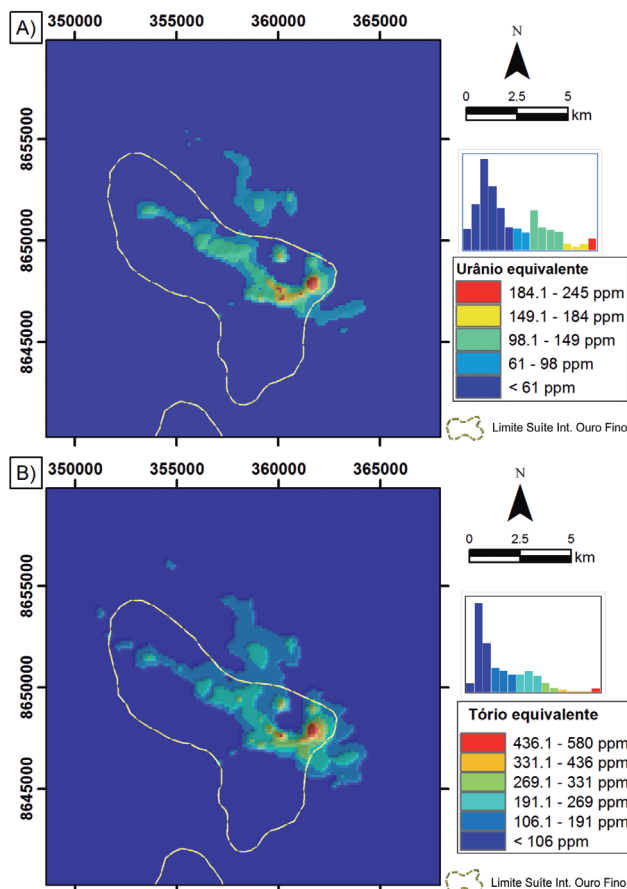 A)
350000 355000 360000 365000
N
0 2.5 5
km
8655000
8650000
8645000
Urânio equivalente
184.1 - 245 ppm
149.1 - 184 ppm
98.1 - 149 ppm
61 - 98 ppm
< 61 ppm
Limite Suíte Int. Ouro Fino
B)
350000 355000 360000 365000
N
0 2.5 5
km
8655000
8650000
8645000
Tório equivalente
436.1 - 580 ppm
331.1 - 436 ppm
269.1 - 331 ppm
191.1 - 269 ppm
106.1 - 191 ppm
< 106 ppm
Limite Suíte Int. Ouro Fino